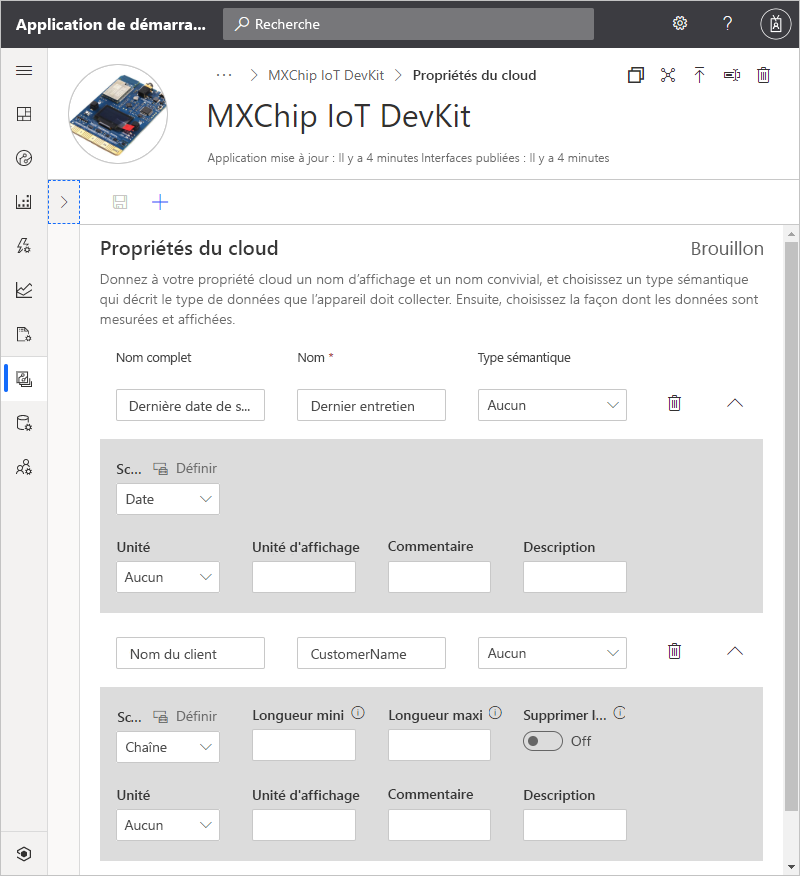 Application de démarra...
Recherche
... MXChip IoT DevKit Propriétés du cloud
MXChip IoT DevKit
Application mise à jour : Il y a 4 minutes Interfaces publiées : Il y a 4 minutes
Propriétés du cloud
Brouillon
Donnez à votre propriété cloud un nom d’affichage et un nom convivial, et choisissez un type sémantique
qui décrit le type de données que l’appareil doit collecter. Ensuite, choisissez la façon dont les données sont
mesurées et affichées.
Nom complet Nom * Type sémantique
Dernière date de s... Dernier entretien Aucun
Sc... Définir
Date
Unité Unité d'affichage Commentaire Description
Aucun
Nom du client CustomerName Aucun
Sc... Définir Longueur mini Longueur maxi Supprimer l...
Chaîne Off
Unité Unité d'affichage Commentaire Description
Aucun